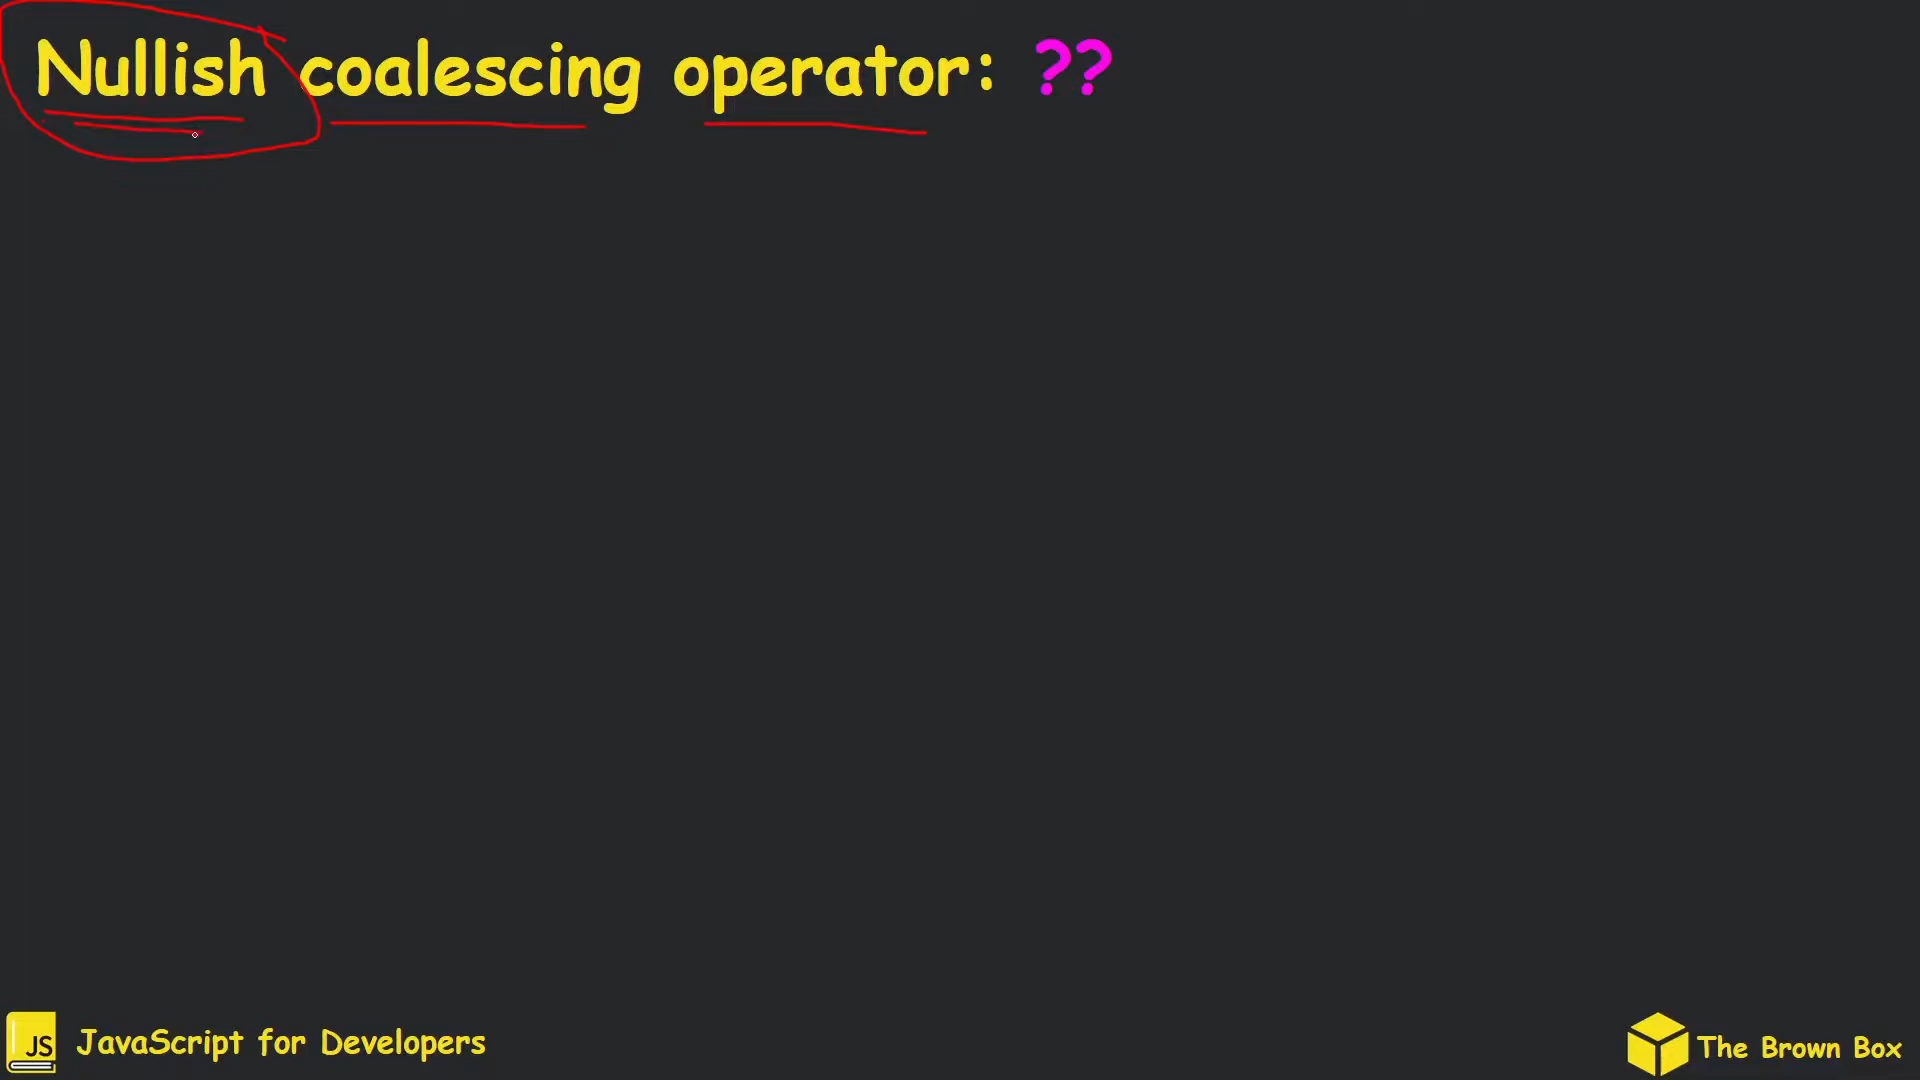 Nullish coalescing operator: ??
JS JavaScript for Developers
The Brown Box